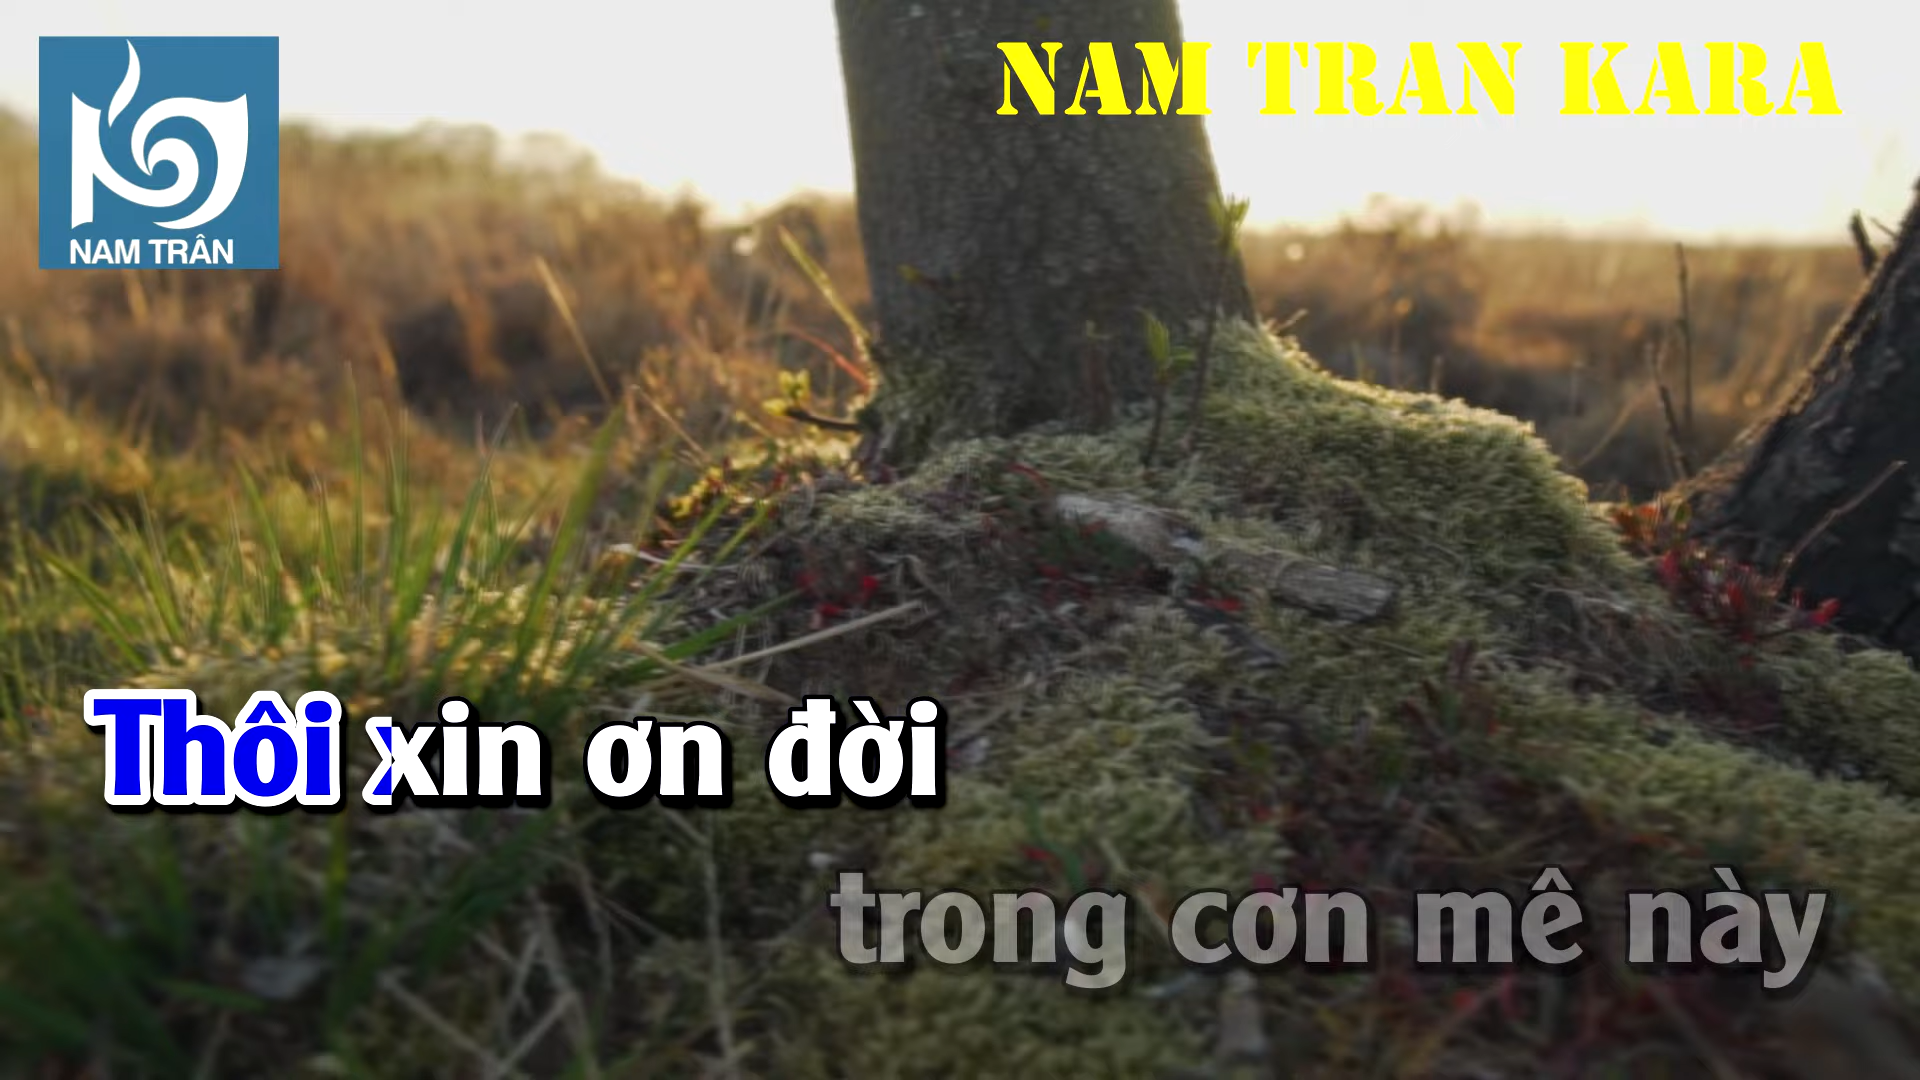 NAM TRAN KARA
NAM TRÂN
Thôi xin ơn đời
trong cơn mê này